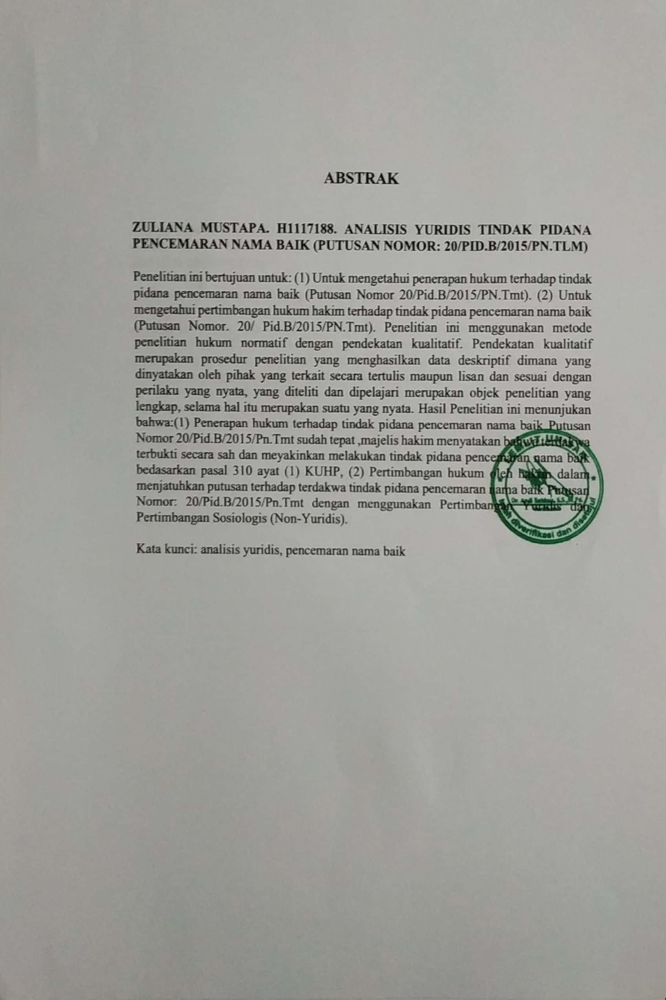 ABSTRAK
ZULIANA MUSTAPA. H1117188. ANALISIS YURIDIS TINDAK PIDANA
PENCEMARAN NAMA BAIK (PUTUSAN NOMOR: 20/PID.B/2015/PN.TLM)
Penelitian ini bertujuan untuk: (1) Untuk mengetahui penerapan hukum terhadap tindak
pidana pencemaran nama baik (Putusan Nomor 20/Pid.B/2015/PN.Tmt). (2) Untuk
mengetahui pertimbangan hukum hakim terhadap tindak pidana pencemaran nama baik
(Putusan Nomor. 20/ Pid.B/2015/PN.Tmt). Penelitian ini menggunakan metode
penelitian hukum normatif dengan pendekatan kualitatif. Pendekatan kualitatif
merupakan prosedur penelitian yang menghasilkan data deskriptif dimana yang
dinyatakan oleh pihak yang terkait secara tertulis maupun lisan dan sesuai dengan
perilaku yang nyata, yang diteliti dan dipelajari merupakan objek penelitian yang
lengkap, selama hal itu merupakan suatu yang nyata. Hasil Penelitian ini menunjukan
bahwa:(1) Penerapan hukum terhadap tindak pidana pencemaran nama baik Putusan
Nomor 20/Pid.B/2015/Pn.Tmt sudah tepat ,majelis hakim menyatakan bahwa terdakwa
terbukti secara sah dan meyakinkan melakukan tindak pidana pencemaran nama baik
bedasarkan pasal 310 ayat (1) KUHP, (2) Pertimbangan hukum oleh hakim dalam
menjatuhkan putusan terhadap terdakwa tindak pidana pencemaran nama baik Putusan
Nomor: 20/Pid.B/2015/Pn.Tmt dengan menggunakan Pertimbangan Yuridis dan
Pertimbangan Sosiologis (Non-Yuridis).
diverifikasi dan disetujui
Kata kunci: analisis yuridis, pencemaran nama baik